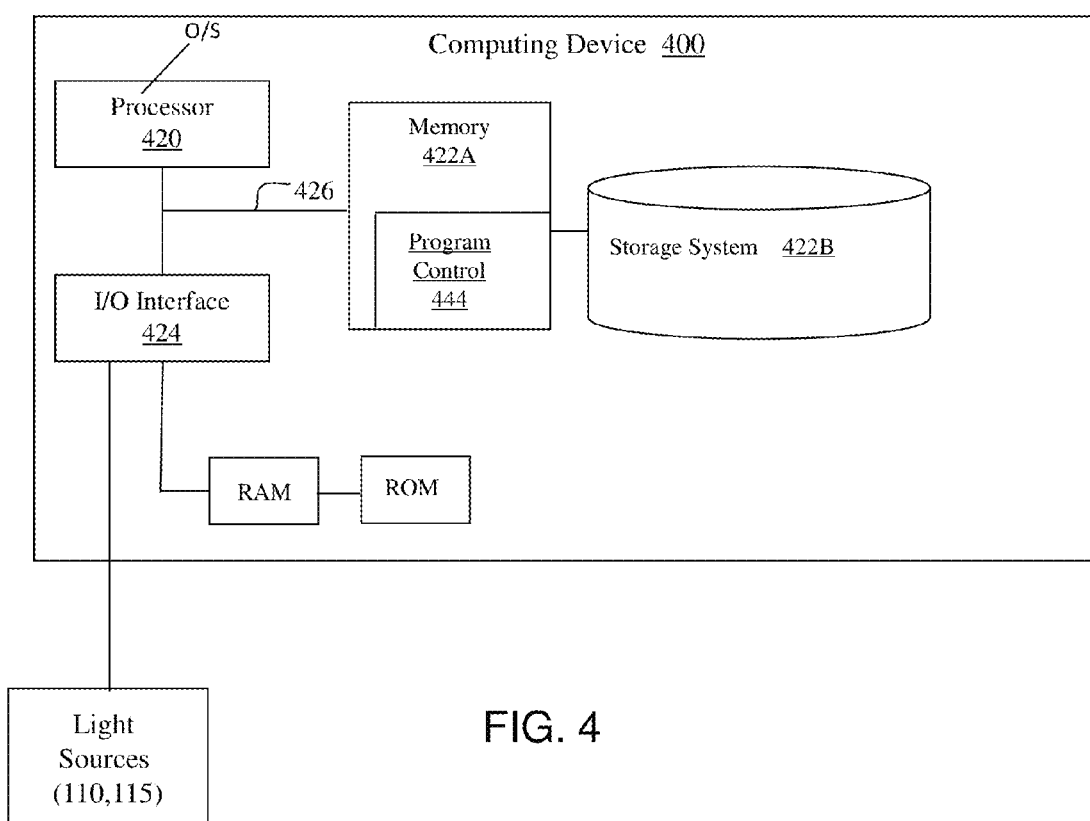 O/S
Computing Device 400
Processor
420
Memory
422A
426
Program
Control
444
Storage System 422B
I/O Interface
424
RAM
ROM
Light
Sources
(110,115)
FIG. 4